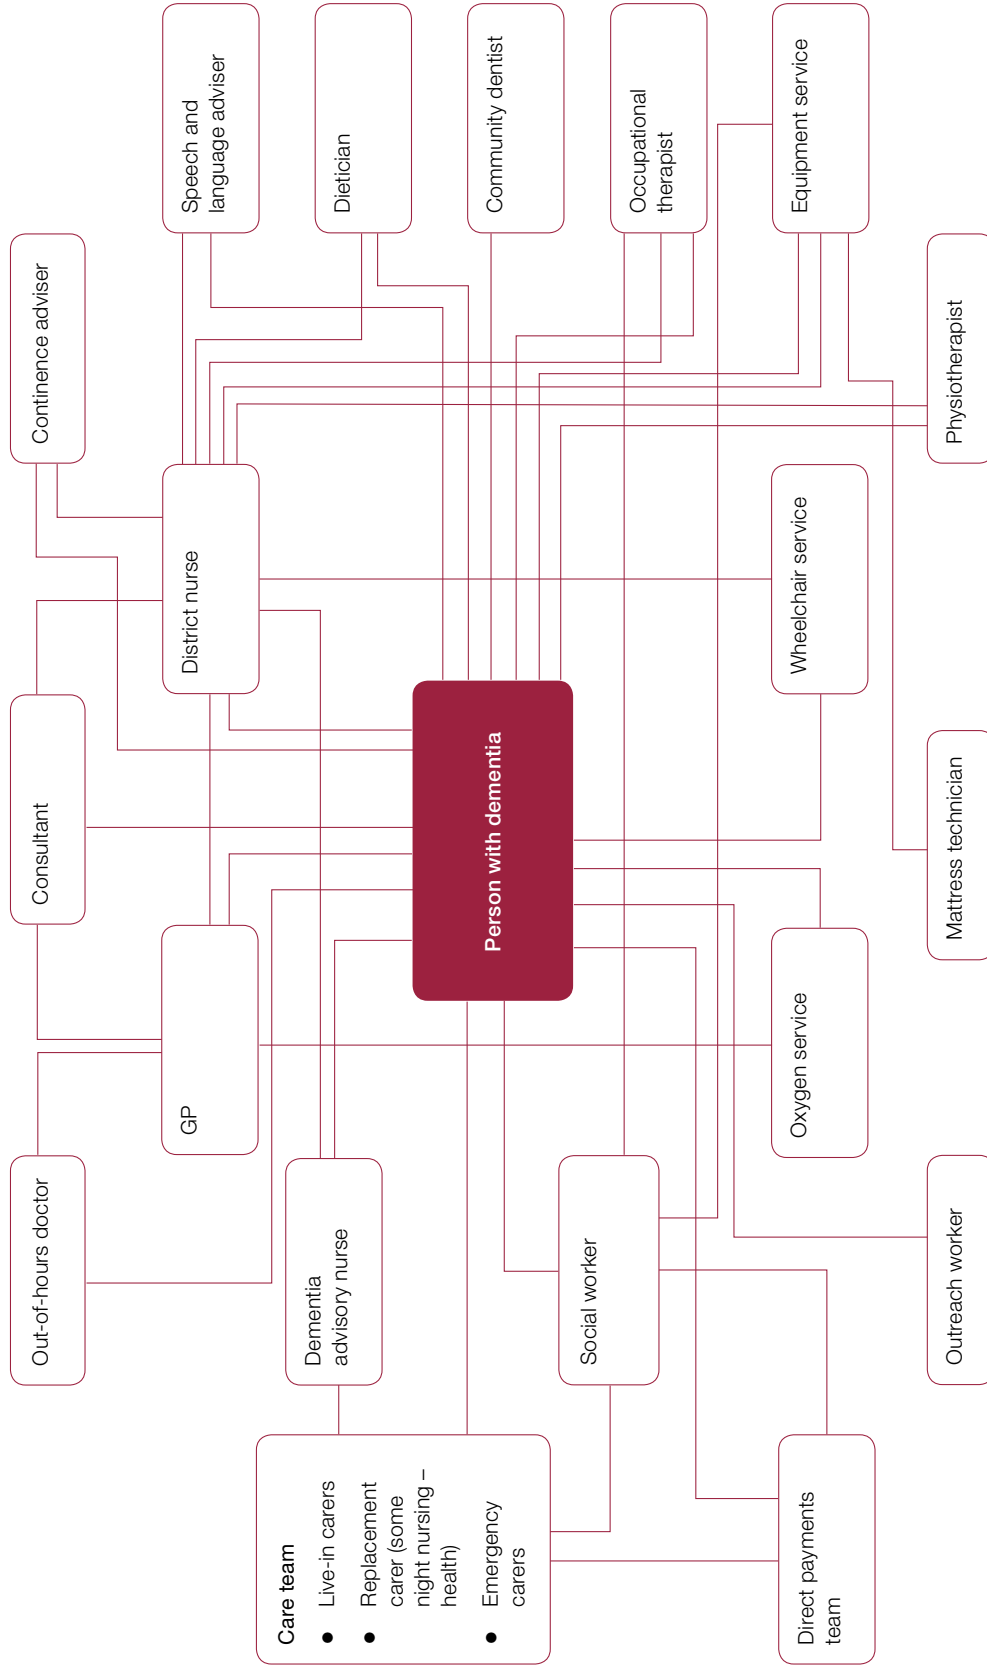 Out-of-hours doctor
Consultant
Continence adviser
GP
District nurse
Speech and
language adviser
Dementia
advisory nurse
Dietician
Care team
● Live-in carers
● Replacement
carer (some
night nursing –
health)
● Emergency
carers
Person with dementia
Community dentist
Social worker
Occupational
therapist
Direct payments
team
Oxygen service
Wheelchair service
Equipment service
Outreach worker
Mattress technician
Physiotherapist